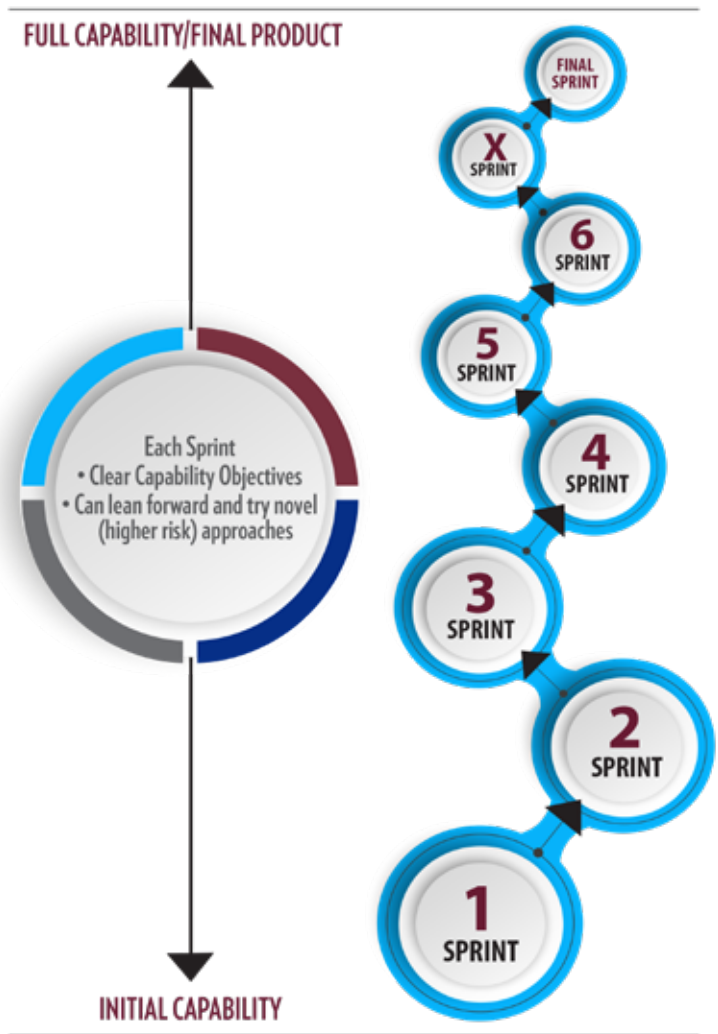 FULL CAPABILITY/FINAL PRODUCT
FINAL
SPRINT
X
SPRINT
6
SPRINT
5
SPRINT
Each Sprint
• Clear Capability Objectives
• Can lean forward and try novel
(higher risk) approaches
4
SPRINT
3
SPRINT
2
SPRINT
1
SPRINT
INITIAL CAPABILITY